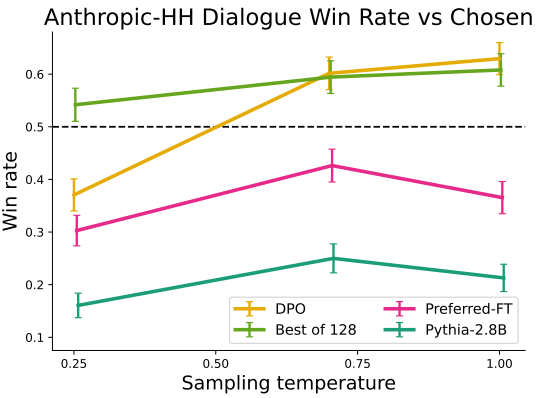 Anthropic-HH Dialogue Win Rate vs Chosen
0.6
0.5
0.4
0.3
0.2
0.1
Win rate
DPO
Best of 128
Preferred-FT
Pythia-2.8B
0.25
0.50
0.75
1.00
Sampling temperature